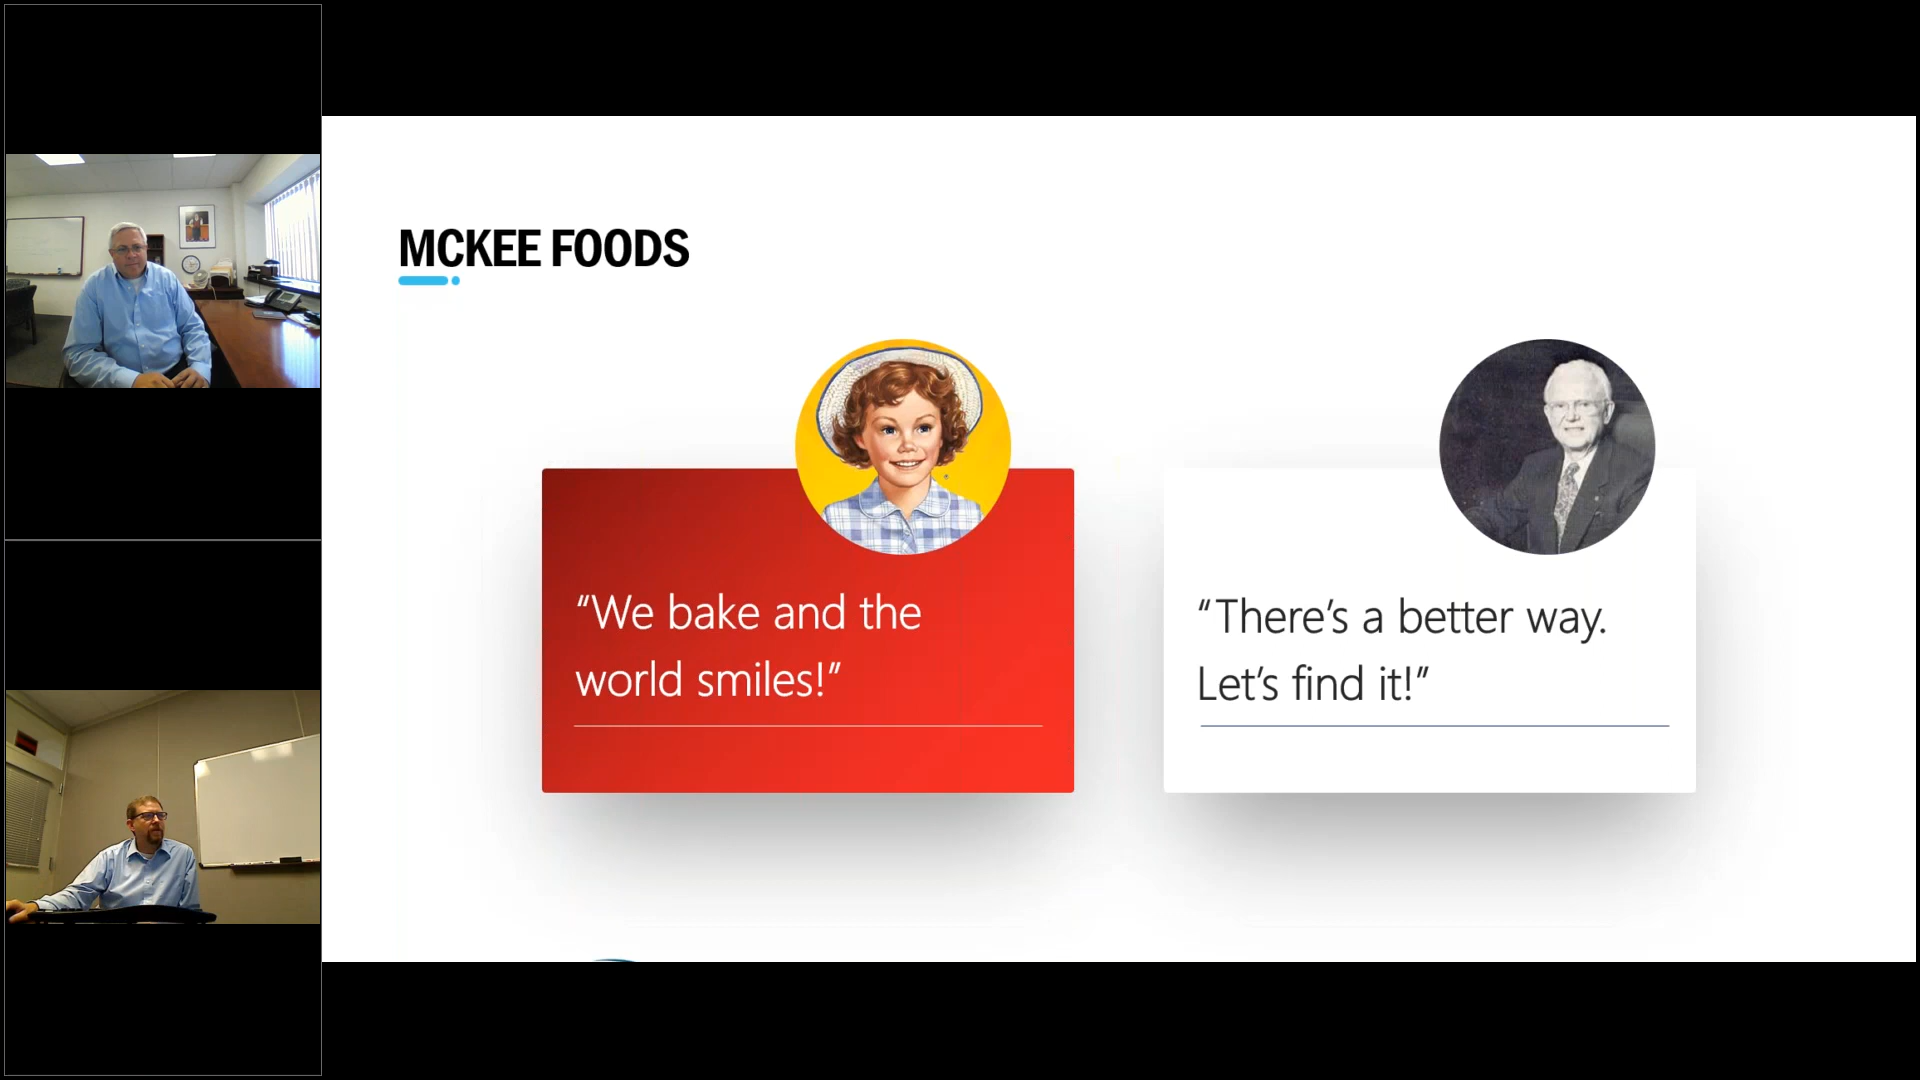 MCKEE FOODS
“We bake and the
world smiles!”
“There’s a better way.
Let’s find it!”